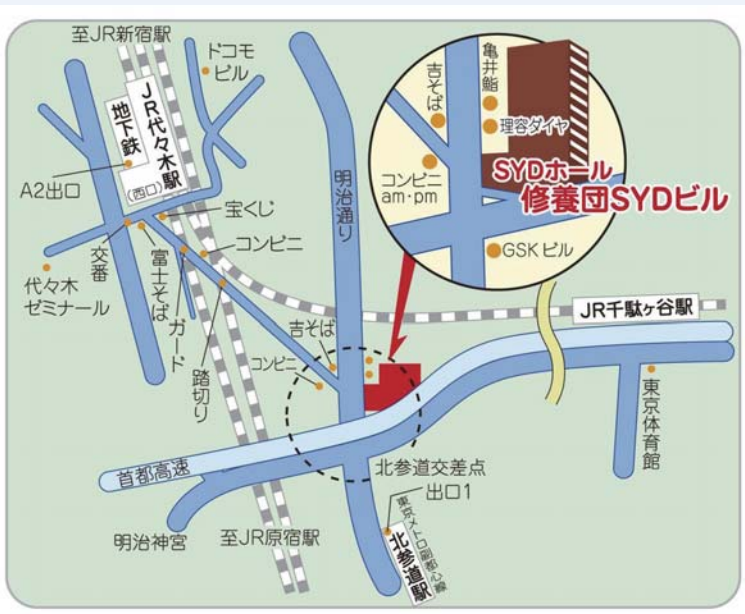 至JR新宿駅
ドコモ
ビル
JR代々木駅
(西口)
地下鉄
A2出口
宝くじ
コンビニ
交番
富士そば
ガード
踏切り
代々木
ゼミナール
明治通り
吉そば
コンビニ
亀井鮨
吉そば
理容ダイヤ
コンビニ
am・pm
SYDホール
修養団SYDビル
GSKビル
JR千駄ヶ谷駅
東京体育館
首都高速
北参道交差点
出口1
東京メトロ副都心線
北参道駅
明治神宮
至JR原宿駅